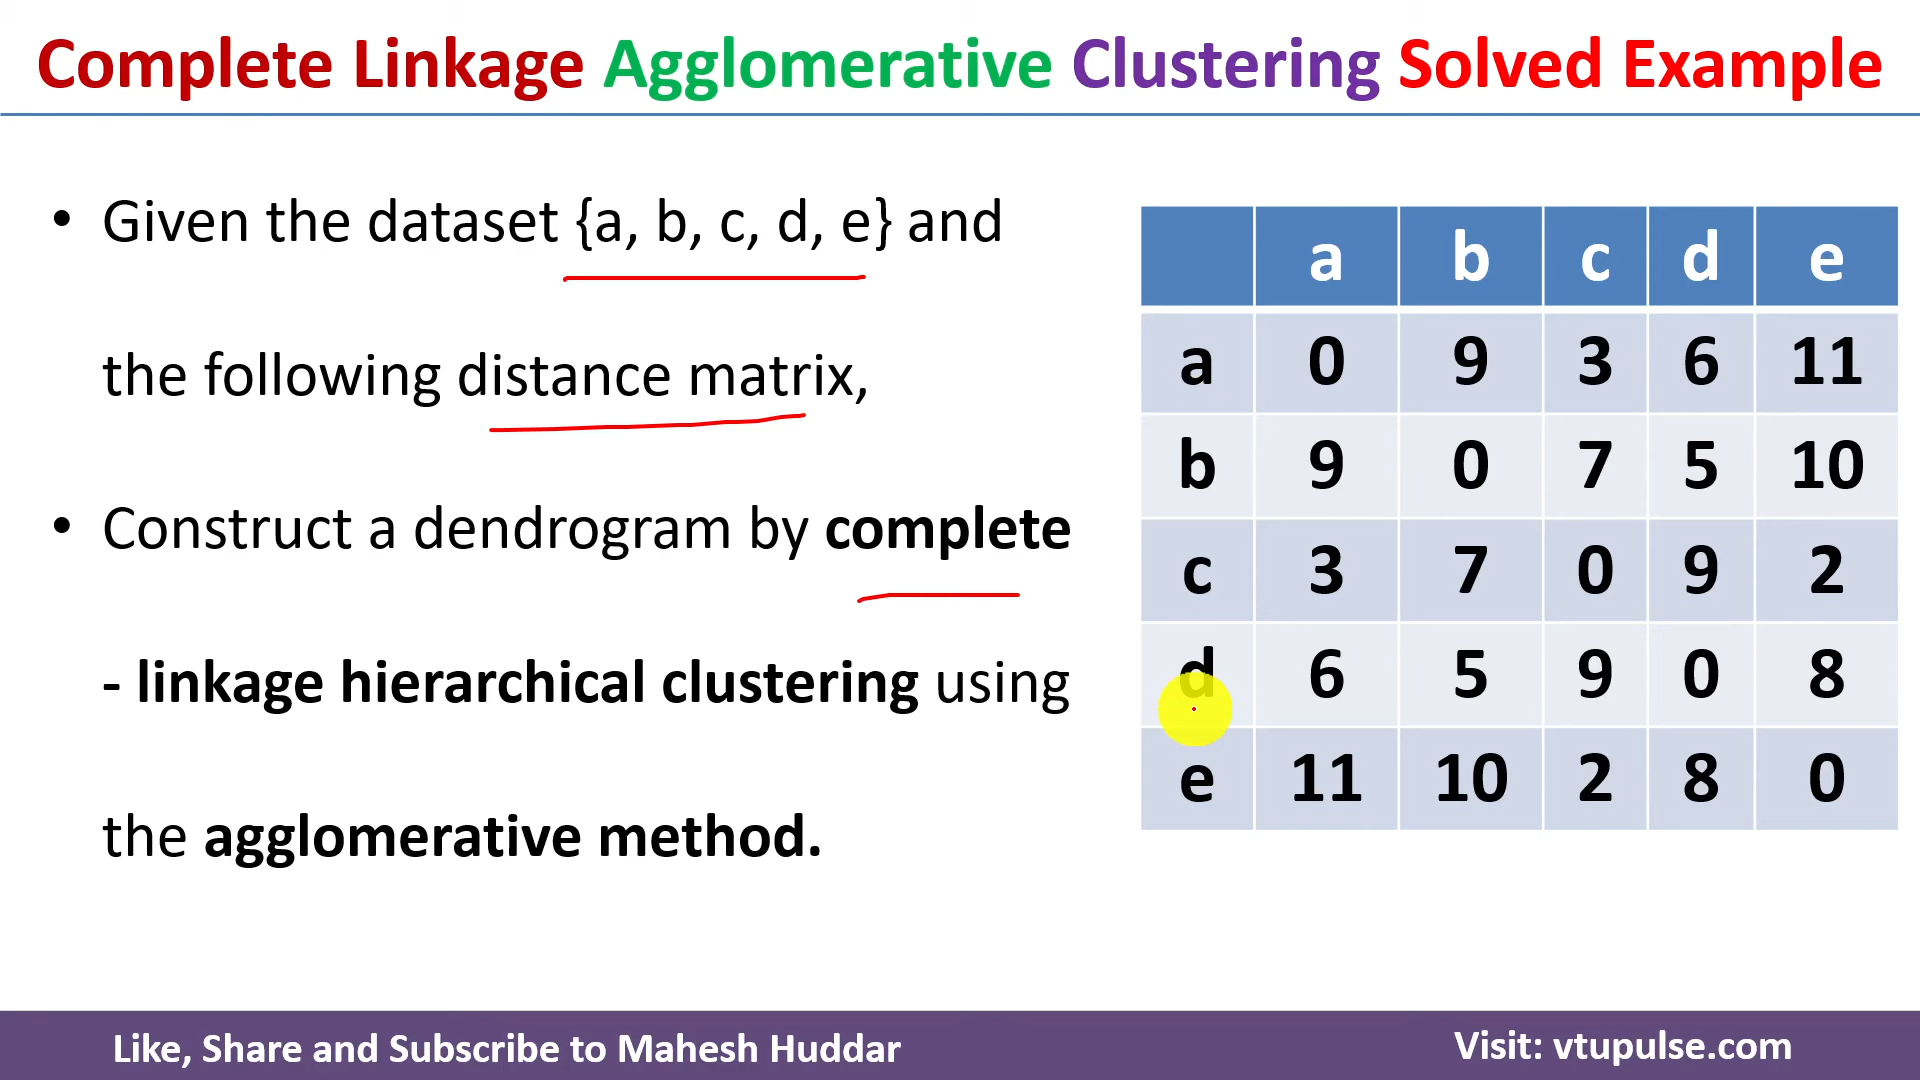 Complete Linkage Agglomerative Clustering Solved Example
• Given the dataset {a, b, c, d, e} and
the following distance matrix,
• Construct a dendrogram by complete
- linkage hierarchical clustering using
the agglomerative method.
a b c d e
a 0 9 3 6 11
b 9 0 7 5 10
c 3 7 0 9 2
d 6 5 9 0 8
e 11 10 2 8 0
Like, Share and Subscribe to Mahesh Huddar
Visit: vtupulse.com